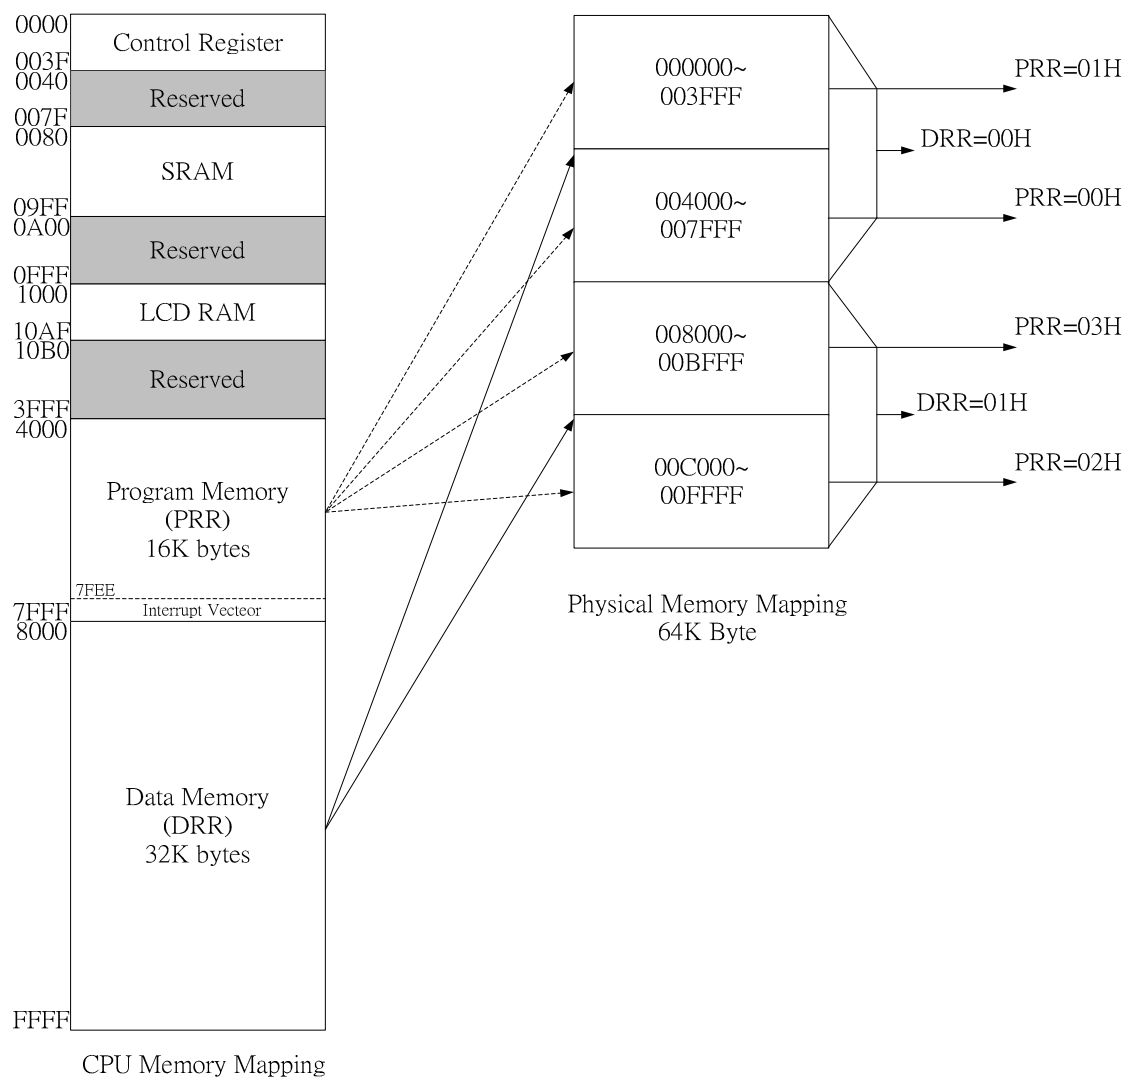 0000
Control Register
003F
0040
Reserved
007F
0080
SRAM
09FF
0A00
Reserved
0FFF
1000
LCD RAM
10AF
10B0
Reserved
3FFF
4000
Program Memory
(PRR)
16K bytes
7FEE
Interrupt Vecteor
7FFF
8000
Data Memory
(DRR)
32K bytes
FFFF
CPU Memory Mapping
000000~
003FFF
004000~
007FFF
008000~
00BFFF
00C000~
00FFFF
Physical Memory Mapping
64K Byte
PRR=01H
DRR=00H
PRR=00H
PRR=03H
DRR=01H
PRR=02H